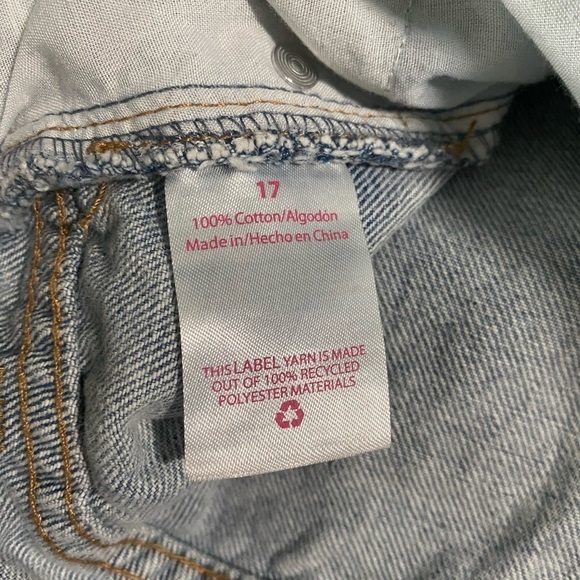 17
100% Cotton/Algodón
Made in/Hecho en China
THIS LABEL YARN IS MADE
OUT OF 100% RECYCLED
POLYESTER MATERIALS